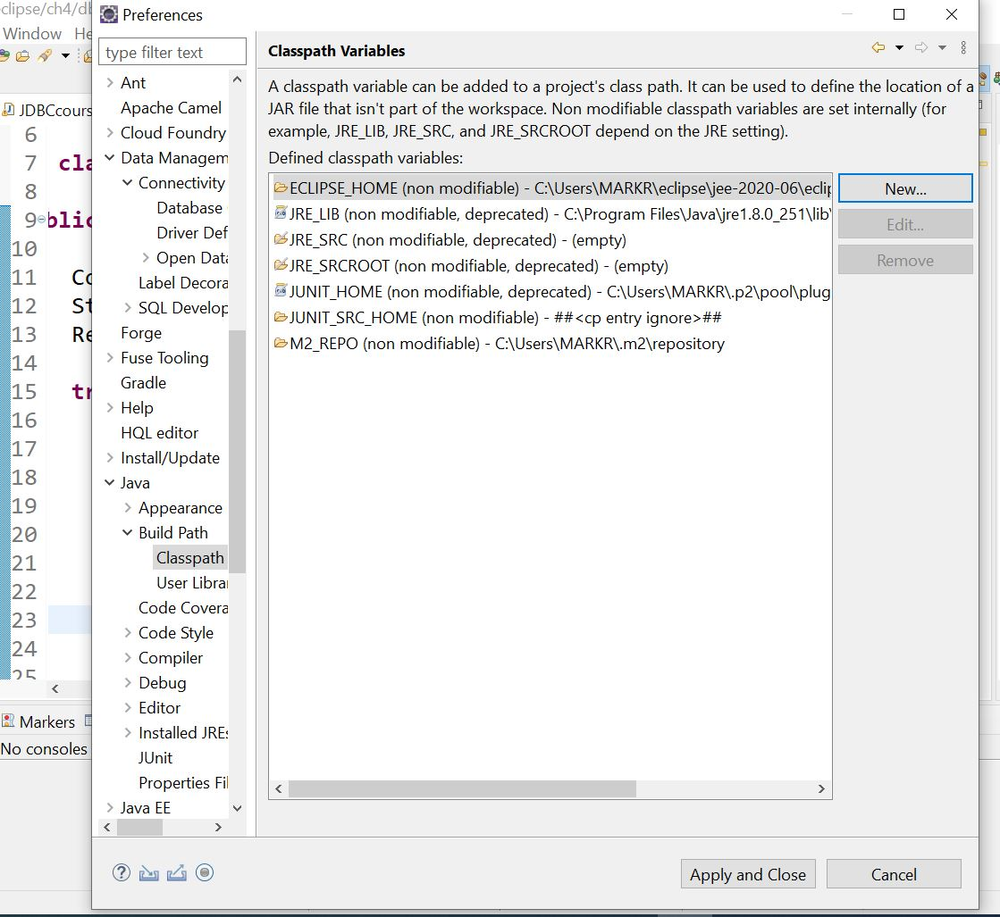 clipse/ch4/db
Preferences
Window He
type filter text
Classpath Variables
Ant
Apache Camel
Cloud Foundry
Data Managem
Connectivity
Database
Driver Def
Open Data
Label Decora
SQL Develop
Forge
Fuse Tooling
Gradle
Help
HQL editor
Install/Update
Java
Appearance
Build Path
Classpath
User Librar
Code Covera
Code Style
Compiler
Debug
Editor
Installed JREs
JUnit
Properties Fil
Java EE
A classpath variable can be added to a project's class path. It can be used to define the location of a
JAR file that isn't part of the workspace. Non modifiable classpath variables are set internally (for
example, JRE_LIB, JRE_SRC, and JRE_SRCROOT depend on the JRE setting).
Defined classpath variables:
ECLIPSE_HOME (non modifiable) - C:\Users\MARKR\eclipse\jee-2020-06\eclip
JRE_LIB (non modifiable, deprecated) - C:\Program Files\Java\jre1.8.0_251\lib\
JRE_SRC (non modifiable, deprecated) - (empty)
JRE_SRCROOT (non modifiable, deprecated) - (empty)
JUNIT_HOME (non modifiable, deprecated) - C:\Users\MARKR\.p2\pool\plug
JUNIT_SRC_HOME (non modifiable) - ##<cp entry ignore>##
M2_REPO (non modifiable) - C:\Users\MARKR\.m2\repository
New...
Edit...
Remove
JDBCcours
6
7 cla
8
9 blic
10
11 Co
12 St
13 Re
14
15 tr
16
17
18
19
20
21
22
23
24
25
Markers
No consoles
?
Apply and Close
Cancel